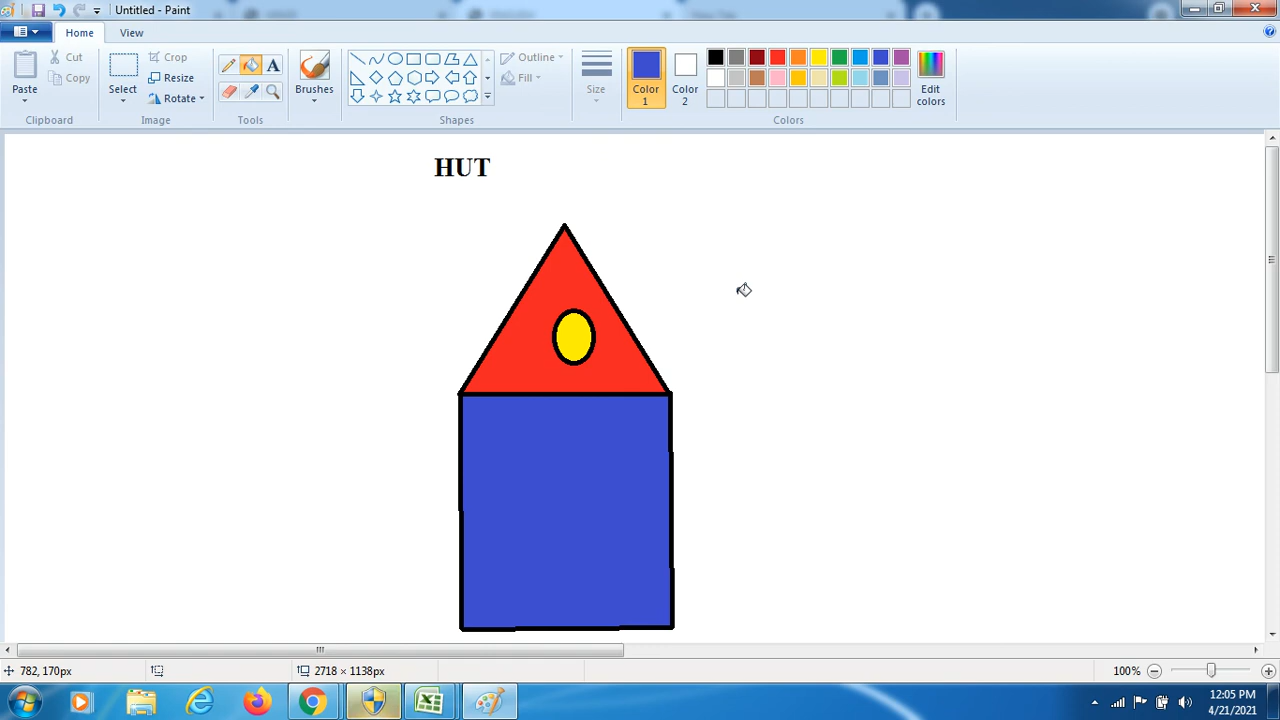 Untitled - Paint
Home View
Paste
Cut
Copy
Clipboard
Select
Crop
Resize
Rotate
Image
A
Tools
Brushes
Outline
Fill
Shapes
Size
Color 1
Color 2
Edit colors
Colors
HUT
782, 170px
2718 × 1138px
100%
12:05 PM
4/21/2021